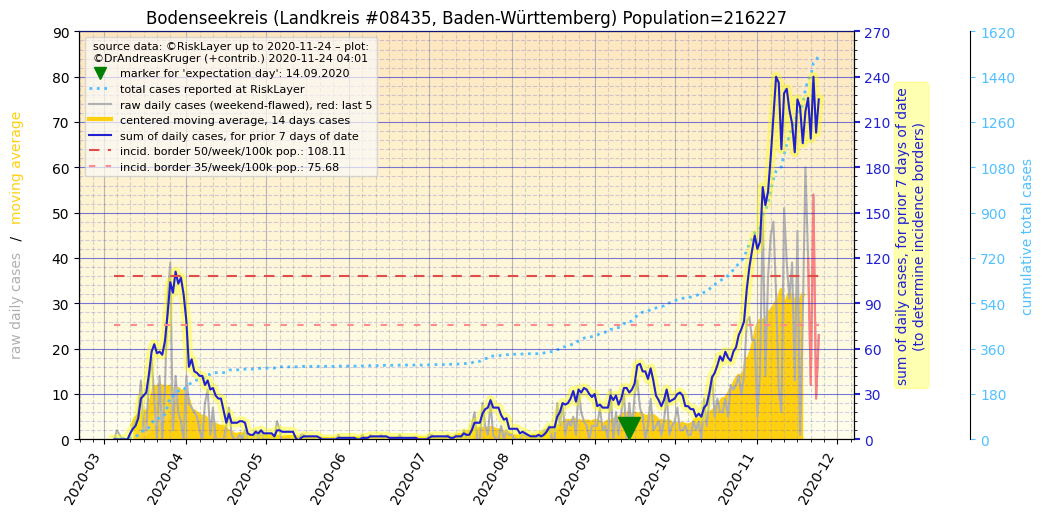 Bodenseekreis (Landkreis #08435, Baden-Württemberg) Population=216227
source data: ©RiskLayer up to 2020-11-24 – plot:
©DrAndreasKruger (+contrib.) 2020-11-24 04:01
marker for 'expectation day': 14.09.2020
total cases reported at RiskLayer
raw daily cases (weekend-flawed), red: last 5
centered moving average, 14 days cases
sum of daily cases, for prior 7 days of date
incid. border 50/week/100k pop.: 108.11
incid. border 35/week/100k pop.: 75.68
raw daily cases / moving average
90
80
70
60
50
40
30
20
10
0
270
240
210
180
150
120
90
60
30
0
sum of daily cases, for prior 7 days of date
(to determine incidence borders)
1620
1440
1260
1080
900
720
540
360
180
0
cumulative total cases
2020-03
2020-04
2020-05
2020-06
2020-07
2020-08
2020-09
2020-10
2020-11
2020-12